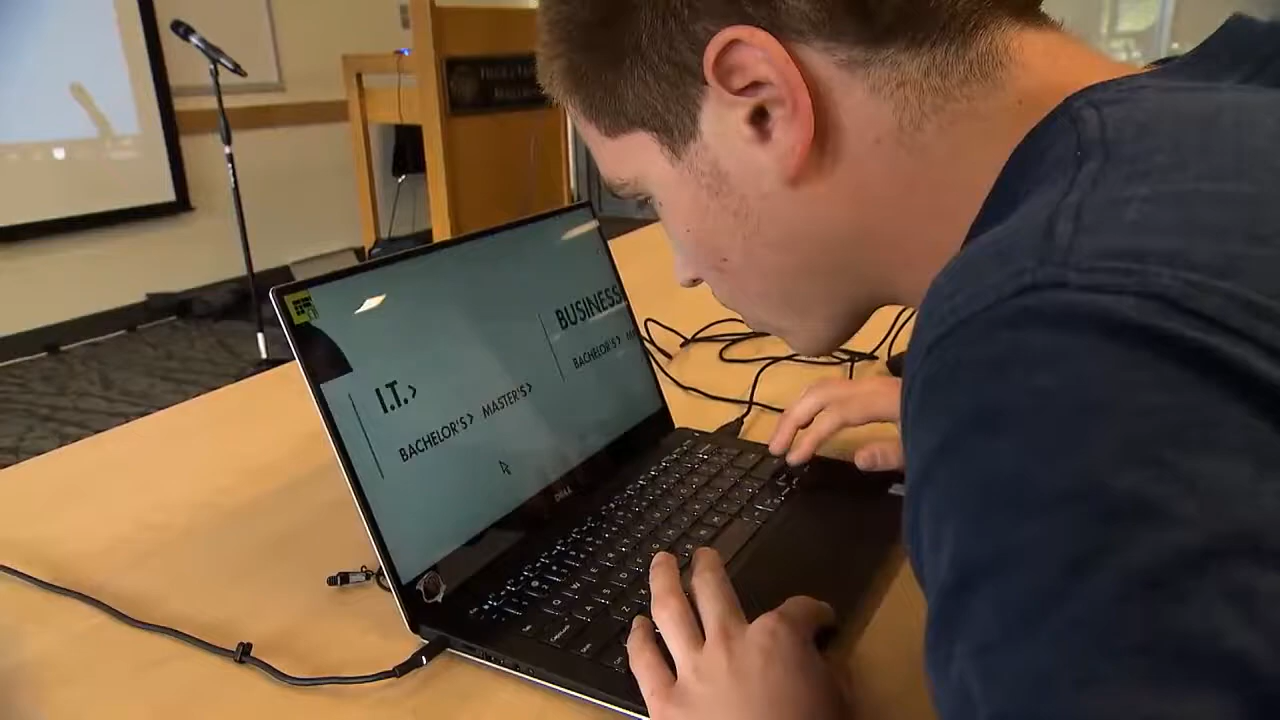 I.T.>
BACHELOR'S> MASTER'S>
BUSINESS
BACHELOR'S>
DELL